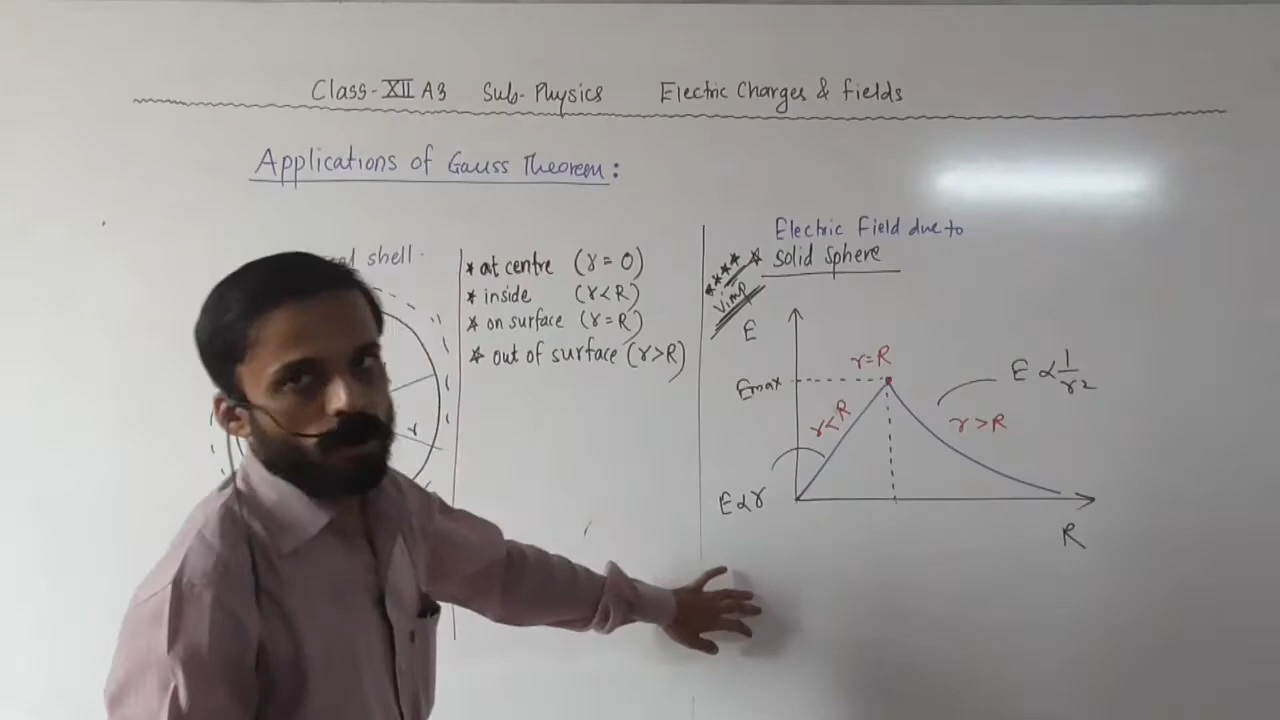 Class-XII A3 Sub-Physics Electric Charges & fields
Applications of Gauss Theorem:
shell.
* at centre (r = 0)
* inside (r<R)
* on surface (r=R)
* out of surface (r>R)
r
Electric Field due to
solid sphere
V.imp
E
r=R
Emax
r<R
E ∝ 1/r2
r>R
E∝r
R